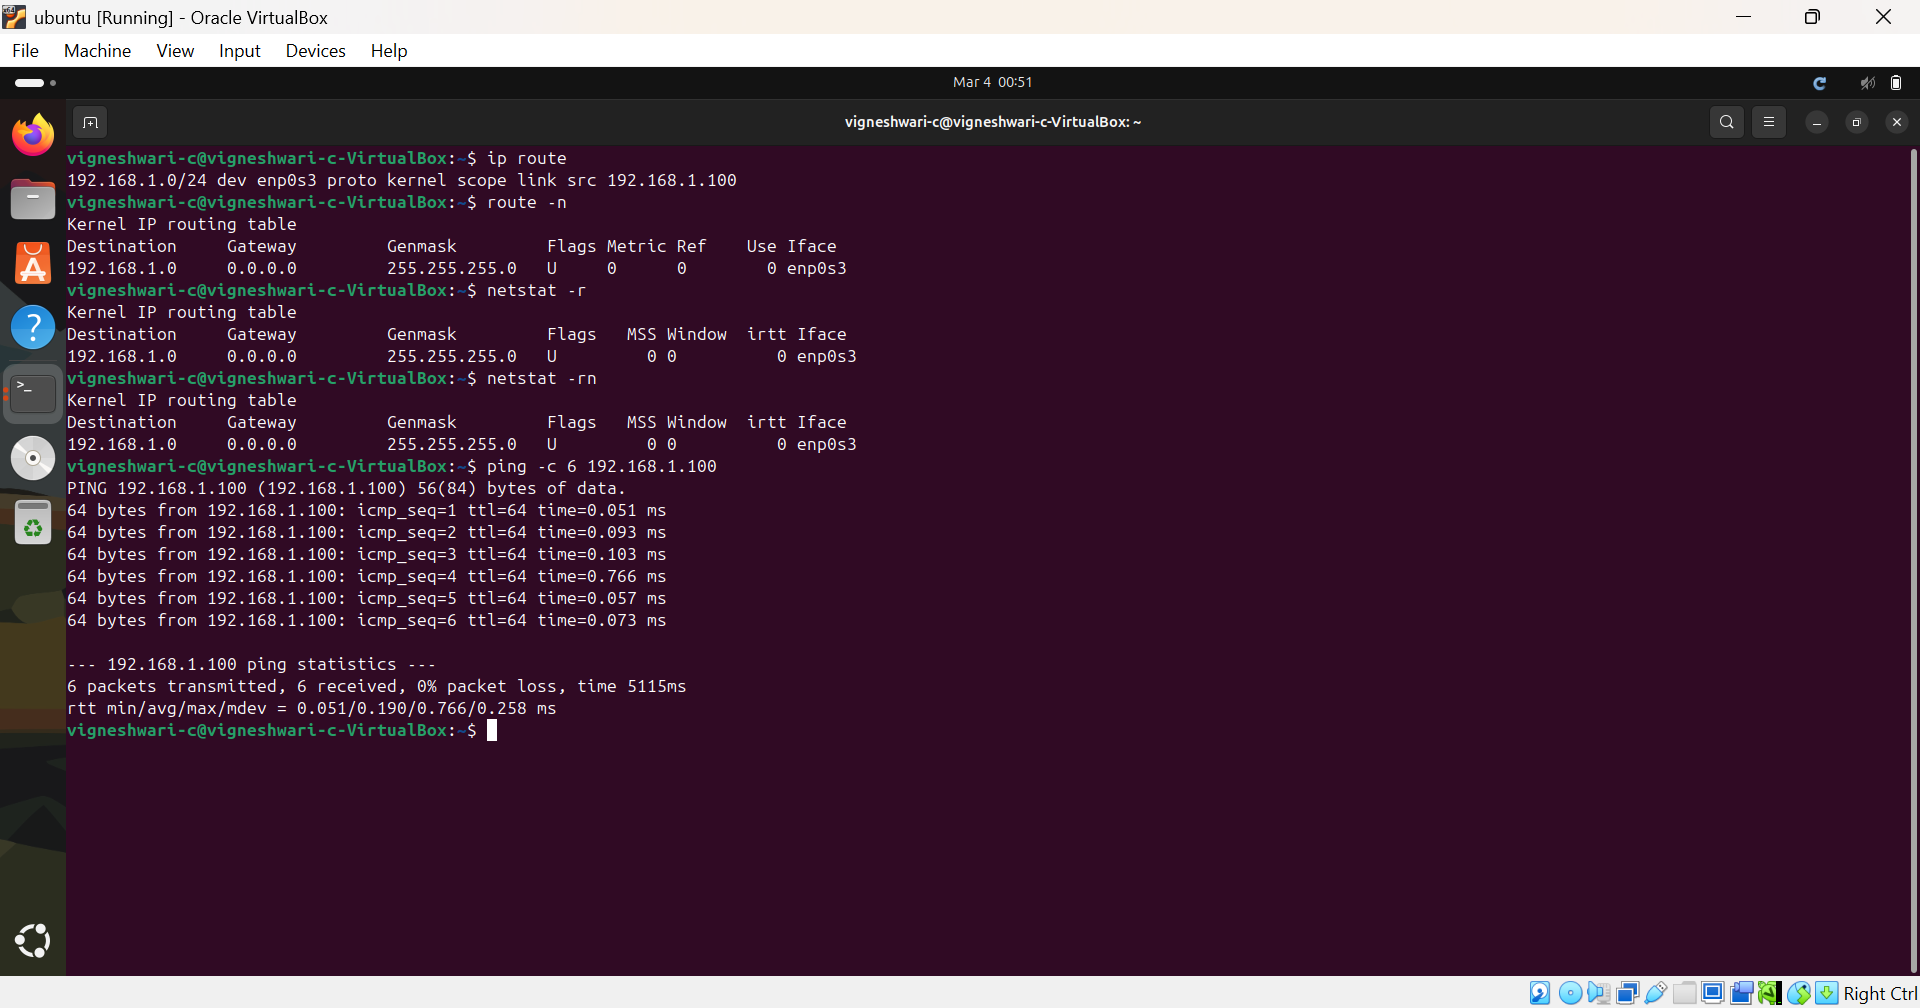 ubuntu [Running] - Oracle VirtualBox
File Machine View Input Devices Help
Mar 4 00:51
vigneshwari-c@vigneshwari-c-VirtualBox: ~
vigneshwari-c@vigneshwari-c-VirtualBox:~$ ip route
192.168.1.0/24 dev enp0s3 proto kernel scope link src 192.168.1.100
vigneshwari-c@vigneshwari-c-VirtualBox:~$ route -n
Kernel IP routing table
Destination     Gateway         Genmask         Flags Metric Ref    Use Iface
192.168.1.0     0.0.0.0         255.255.255.0   U     0      0        0 enp0s3
vigneshwari-c@vigneshwari-c-VirtualBox:~$ netstat -r
Kernel IP routing table
Destination     Gateway         Genmask         Flags   MSS Window  irtt Iface
192.168.1.0     0.0.0.0         255.255.255.0   U         0 0          0 enp0s3
vigneshwari-c@vigneshwari-c-VirtualBox:~$ netstat -rn
Kernel IP routing table
Destination     Gateway         Genmask         Flags   MSS Window  irtt Iface
192.168.1.0     0.0.0.0         255.255.255.0   U         0 0          0 enp0s3
vigneshwari-c@vigneshwari-c-VirtualBox:~$ ping -c 6 192.168.1.100
PING 192.168.1.100 (192.168.1.100) 56(84) bytes of data.
64 bytes from 192.168.1.100: icmp_seq=1 ttl=64 time=0.051 ms
64 bytes from 192.168.1.100: icmp_seq=2 ttl=64 time=0.093 ms
64 bytes from 192.168.1.100: icmp_seq=3 ttl=64 time=0.103 ms
64 bytes from 192.168.1.100: icmp_seq=4 ttl=64 time=0.766 ms
64 bytes from 192.168.1.100: icmp_seq=5 ttl=64 time=0.057 ms
64 bytes from 192.168.1.100: icmp_seq=6 ttl=64 time=0.073 ms
--- 192.168.1.100 ping statistics ---
6 packets transmitted, 6 received, 0% packet loss, time 5115ms
rtt min/avg/max/mdev = 0.051/0.190/0.766/0.258 ms
vigneshwari-c@vigneshwari-c-VirtualBox:~$
Right Ctrl